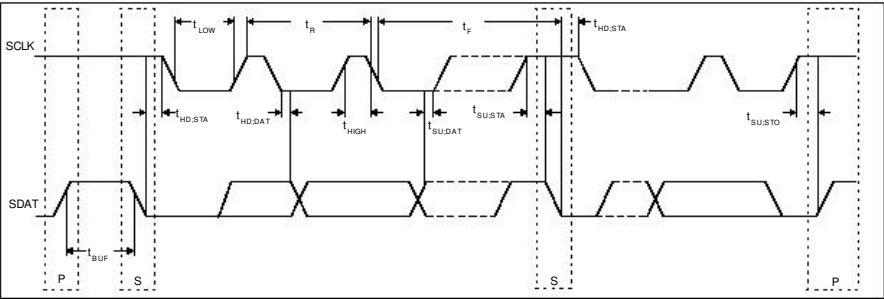 tLOW
tR
tF
tHD;STA
SCLK
tHD;STA
tHD;DAT
tHIGH
tSU;DAT
tSU;STA
tSU;STO
SDAT
tBUF
P
S
S
P